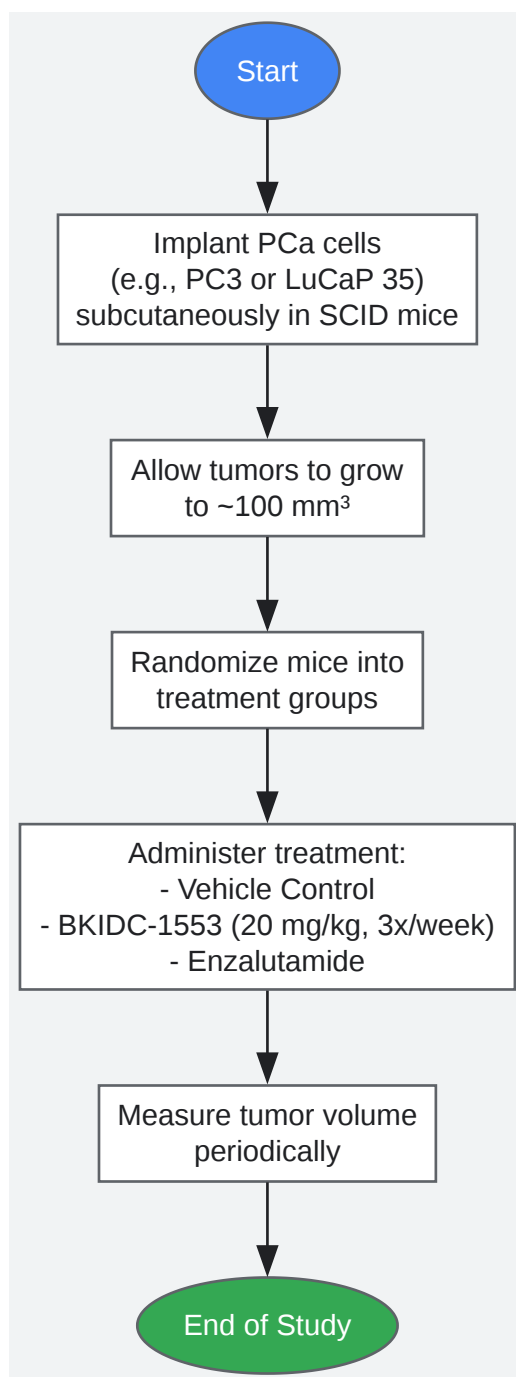 Start
Implant PCa cells
(e.g., PC3 or LuCaP 35)
subcutaneously in SCID mice
Allow tumors to grow
to ~100 mm³
Randomize mice into
treatment groups
Administer treatment:
- Vehicle Control
- BKIDC-1553 (20 mg/kg, 3x/week)
- Enzalutamide
Measure tumor volume
periodically
End of Study